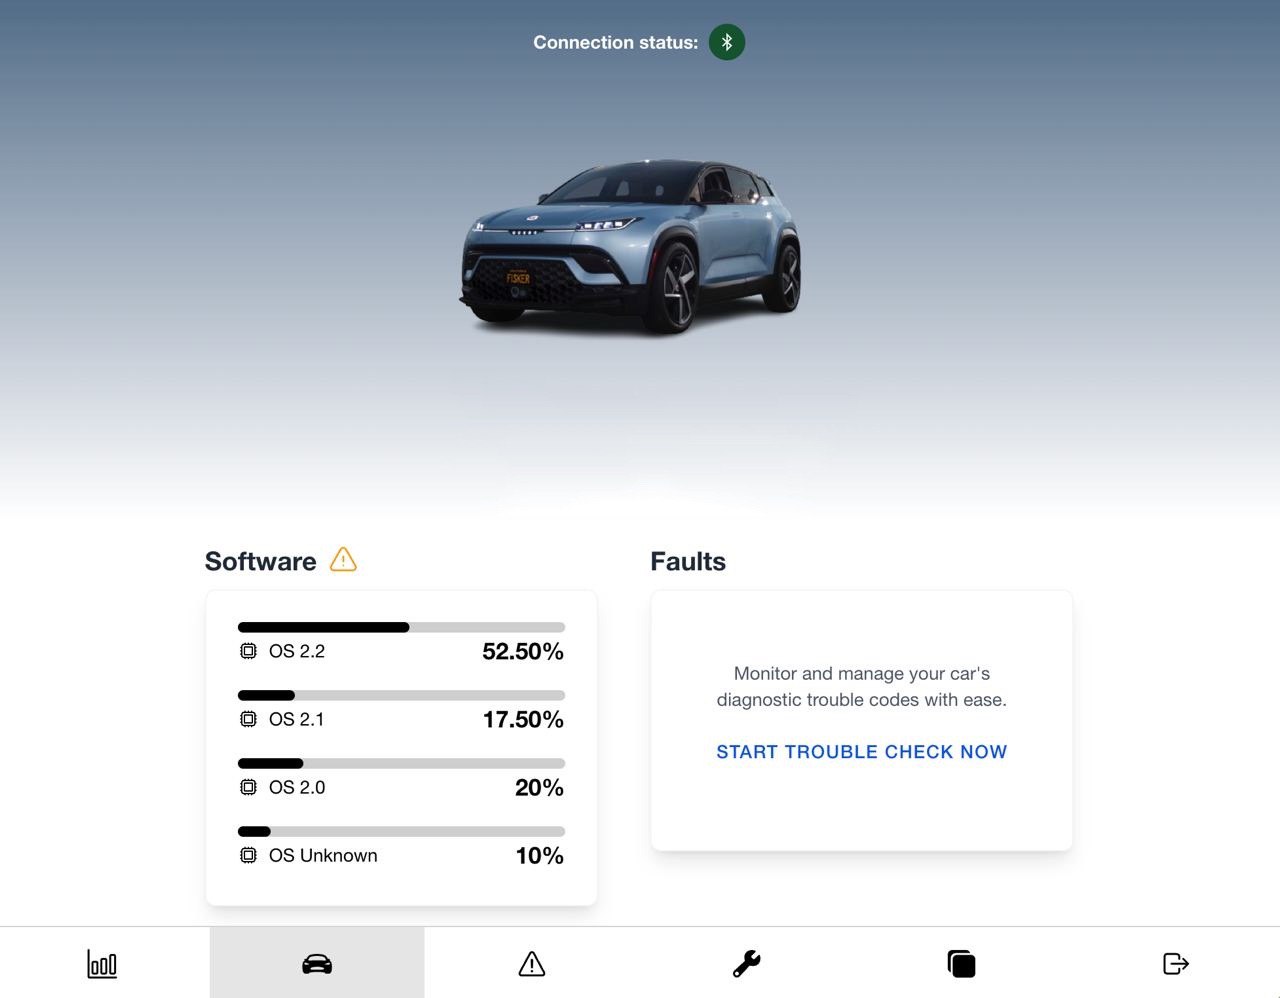 Connection status:
FISKER
Software
OS 2.2
52.50%
OS 2.1
17.50%
OS 2.0
20%
OS Unknown
10%
Faults
Monitor and manage your car's
diagnostic trouble codes with ease.
START TROUBLE CHECK NOW